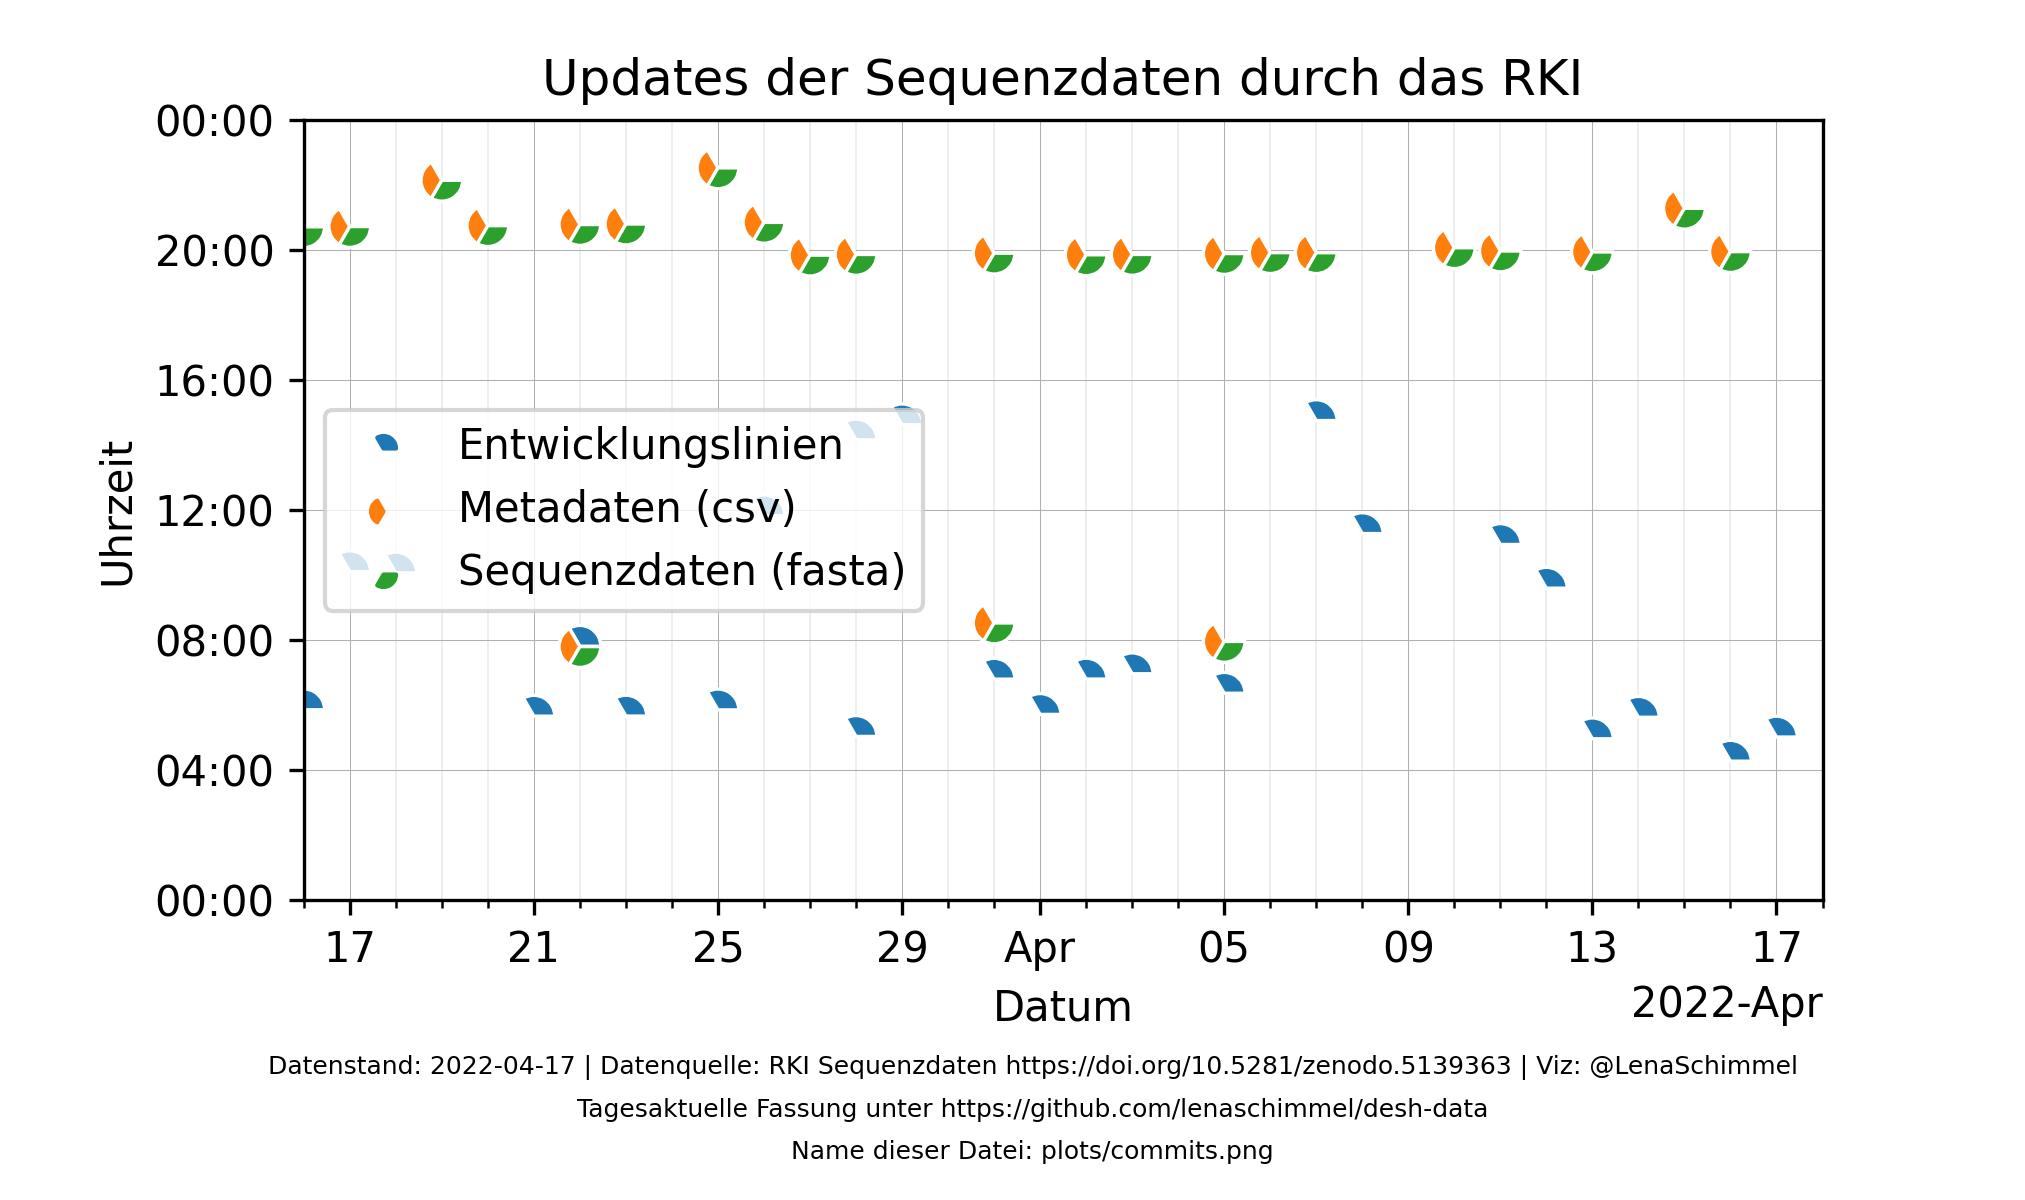 Updates der Sequenzdaten durch das RKI
00:00
20:00
16:00
12:00
08:00
04:00
00:00
Uhrzeit
Entwicklungslinien
Metadaten (csv)
Sequenzdaten (fasta)
17 21 25 29 Apr 05 09 13 17
Datum
2022-Apr
Datenstand: 2022-04-17 | Datenquelle: RKI Sequenzdaten https://doi.org/10.5281/zenodo.5139363 | Viz: @LenaSchimmel
Tagesaktuelle Fassung unter https://github.com/lenaschimmel/desh-data
Name dieser Datei: plots/commits.png